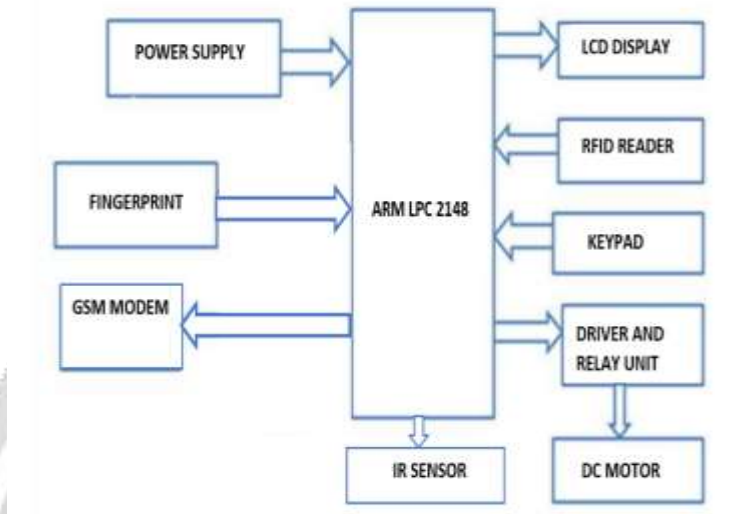 POWER SUPPLY
LCD DISPLAY
RFID READER
FINGERPRINT
ARM LPC 2148
KEYPAD
GSM MODEM
DRIVER AND
RELAY UNIT
IR SENSOR
DC MOTOR